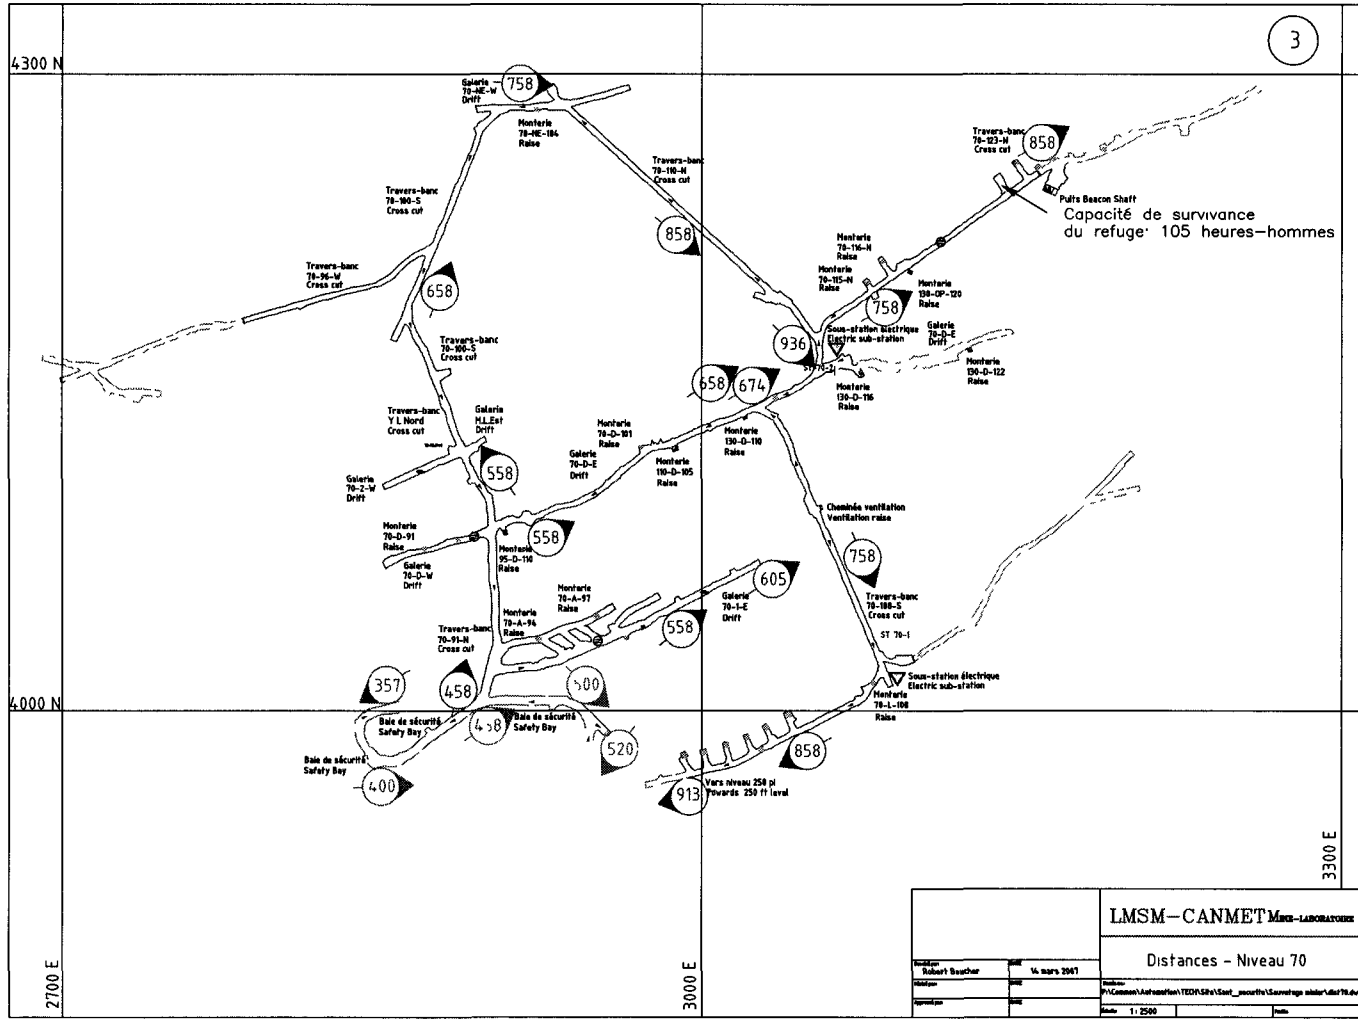 3
4300 N
Galerie
70-NE-W
Drift
758
Monterie
70-NE-104
Raise
Travers-banc
70-110-N
Cross cut
Travers-banc
70-123-N
Cross cut
858
Puits Beacon Shaft
Capacité de survivance
du refuge: 105 heures-hommes
Travers-banc
70-100-S
Cross cut
858
Monterie
70-116-N
Raise
Monterie
70-115-N
Raise
Travers-banc
70-96-W
Cross cut
658
758
Monterie
130-OP-120
Raise
Sous-station électrique
Electric sub-station
Galerie
70-D-E
Drift
936
ST 70-2
Travers-banc
70-100-S
Cross cut
Monterie
130-D-122
Raise
658
674
Monterie
130-D-116
Raise
Travers-banc
Y L Nord
Cross cut
Galerie
M.L.Est
Drift
Monterie
70-D-101
Raise
Monterie
130-D-110
Raise
Galerie
70-D-E
Drift
Monterie
110-D-105
Raise
558
Galerie
70-2-W
Drift
Cheminée ventilation
Ventilation raise
Monterie
70-D-91
Raise
558
Monterie
95-D-110
Raise
758
Galerie
70-D-W
Drift
605
Monterie
70-A-97
Raise
Galerie
70-1-E
Drift
Travers-banc
70-108-S
Cross cut
Monterie
70-A-94
Raise
558
Travers-banc
70-91-N
Cross cut
ST 70-1
Sous-station électrique
Electric sub-station
357
458
500
Monterie
70-L-108
Raise
4000 N
Baie de sécurité
Safety Bay
458
Baie de sécurité
Safety Bay
520
858
Baie de sécurité
Safety Bay
400
913
Vers niveau 250 pi
Towards 250 ft level
2700 E
3000 E
3300 E
LMSM-CANMET MINE-LABORATOIRE
Distances - Niveau 70
Robert Boucher
14 mars 2007
1: 2500